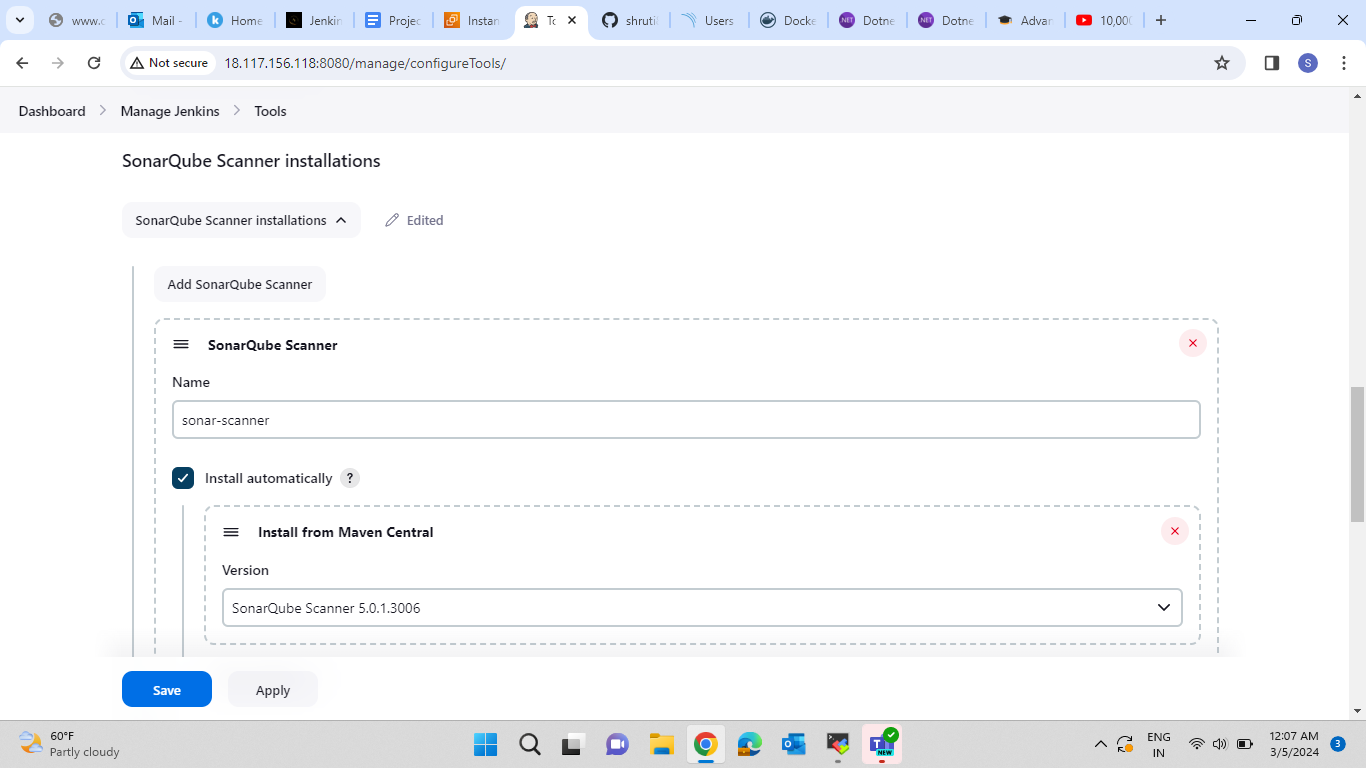 www.c
Mail -
Home
Jenkin
Projec
Instan
To
shruti
Users
Docke
Dotne
Dotne
Advan
10,000
Not secure
18.117.156.118:8080/manage/configureTools/
S
Dashboard
Manage Jenkins
Tools
SonarQube Scanner installations
SonarQube Scanner installations
Edited
Add SonarQube Scanner
SonarQube Scanner
Name
sonar-scanner
Install automatically ?
Install from Maven Central
Version
SonarQube Scanner 5.0.1.3006
Save
Apply
60°F
Partly cloudy
NEW
ENG
IN
12:07 AM
3/5/2024
3